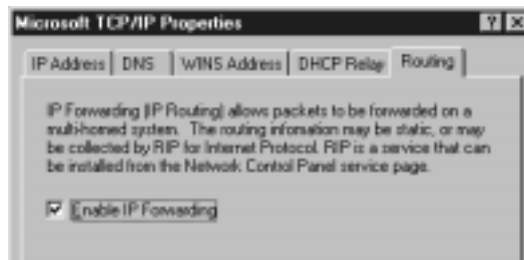 Microsoft TCP/IP Properties
IP Address DNS WINS Address DHCP Relay Routing
IP Forwarding (IP Routing) allows packets to be forwarded on a
multi-homed system. The routing infomation may be static, or may
be collected by RIP for Internet Protocol. RIP is a service that can
be installed from the Network Control Panel service page.
Enable IP Forwarding